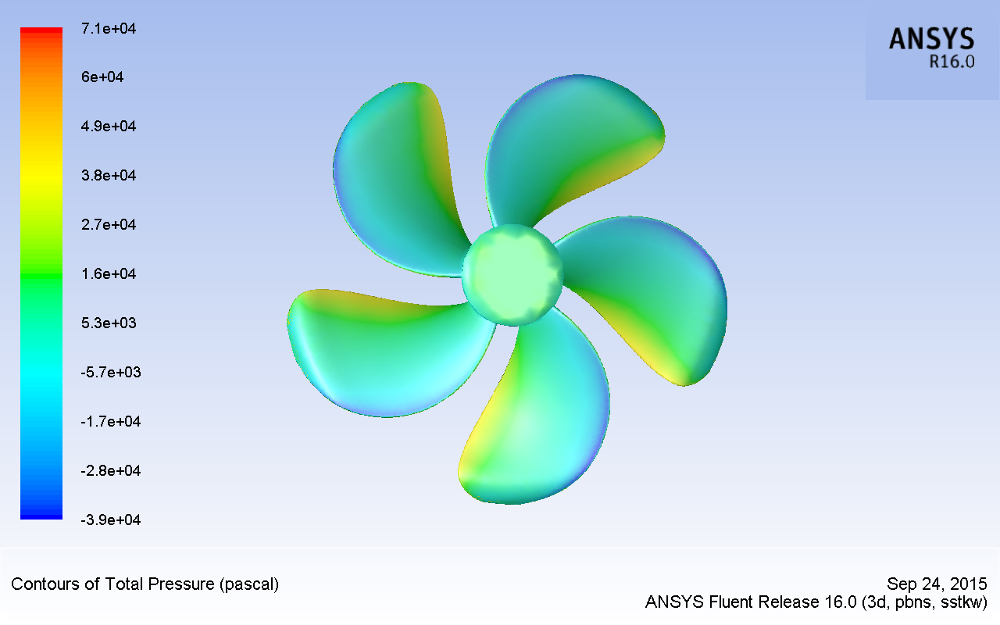 7.1e+04
6e+04
4.9e+04
3.8e+04
2.7e+04
1.6e+04
5.3e+03
-5.7e+03
-1.7e+04
-2.8e+04
-3.9e+04
ANSYS
R16.0
Contours of Total Pressure (pascal)
Sep 24, 2015
ANSYS Fluent Release 16.0 (3d, pbns, sstkw)